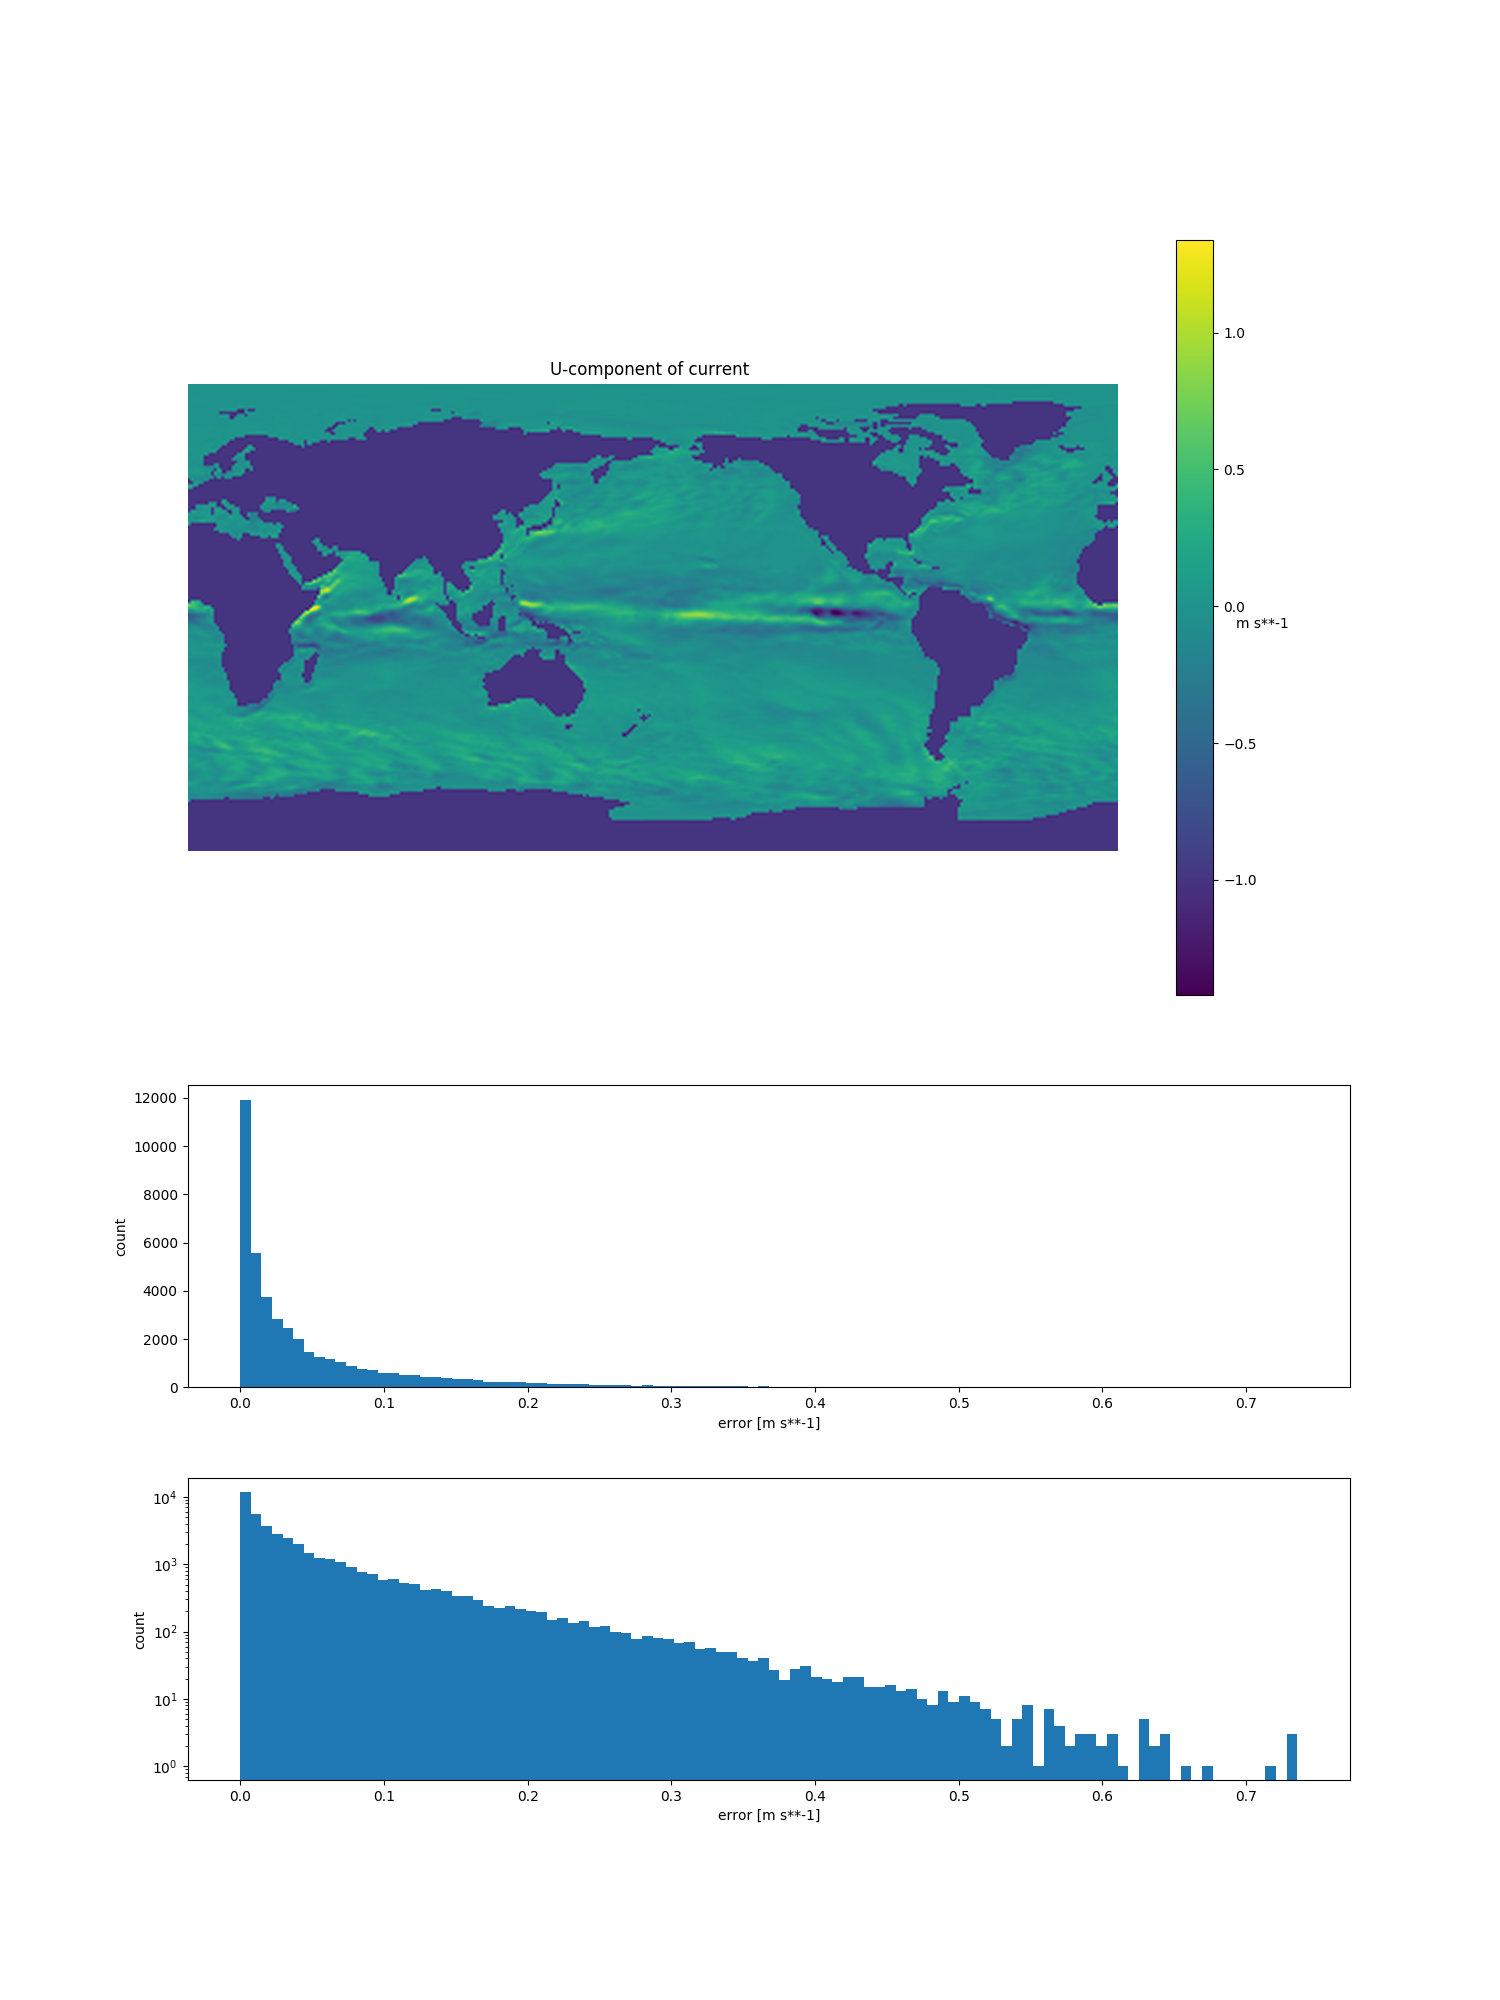 U-component of current
1.0
0.5
0.0
m s**-1
−0.5
−1.0
12000
10000
8000
6000
4000
2000
0
count
0.0 0.1 0.2 0.3 0.4 0.5 0.6 0.7
error [m s**-1]
10⁴
10³
10²
10¹
10⁰
count
0.0 0.1 0.2 0.3 0.4 0.5 0.6 0.7
error [m s**-1]